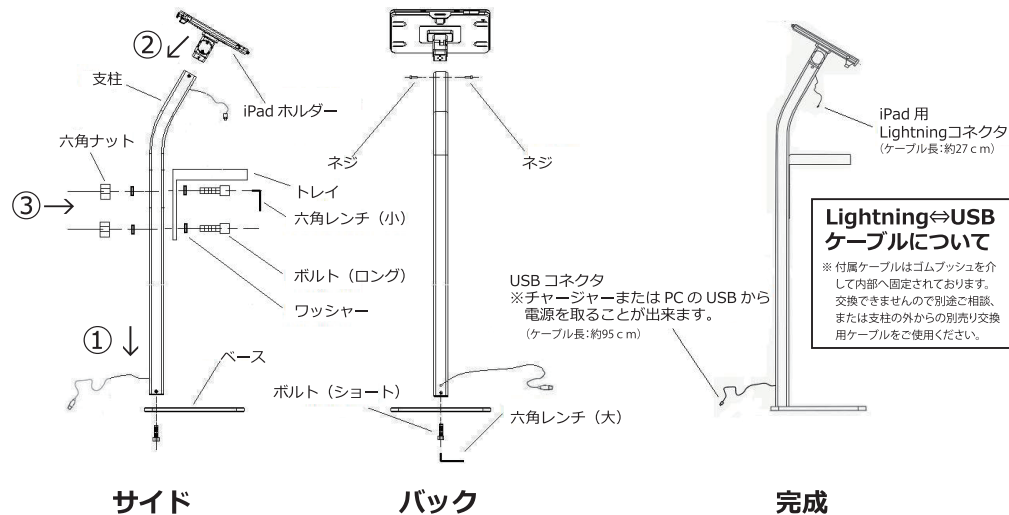 ②
支柱
iPad ホルダー
六角ナット
③
トレイ
六角レンチ（小）
ボルト（ロング）
ワッシャー
①
ベース
サイド
ネジ
ネジ
USB コネクタ
※チャージャーまたは PC の USB から
電源を取ることが出来ます。
（ケーブル長：約95ｃｍ）
ボルト（ショート）
六角レンチ（大）
バック
iPad 用
Lightningコネクタ
（ケーブル長：約27ｃｍ）
Lightning⇔USB
ケーブルについて
※ 付属ケーブルはゴムブッシュを介
して内部へ固定されております。
交換できませんので別途ご相談、
または支柱の外からの別売り交換
用ケーブルをご使用ください。
完成